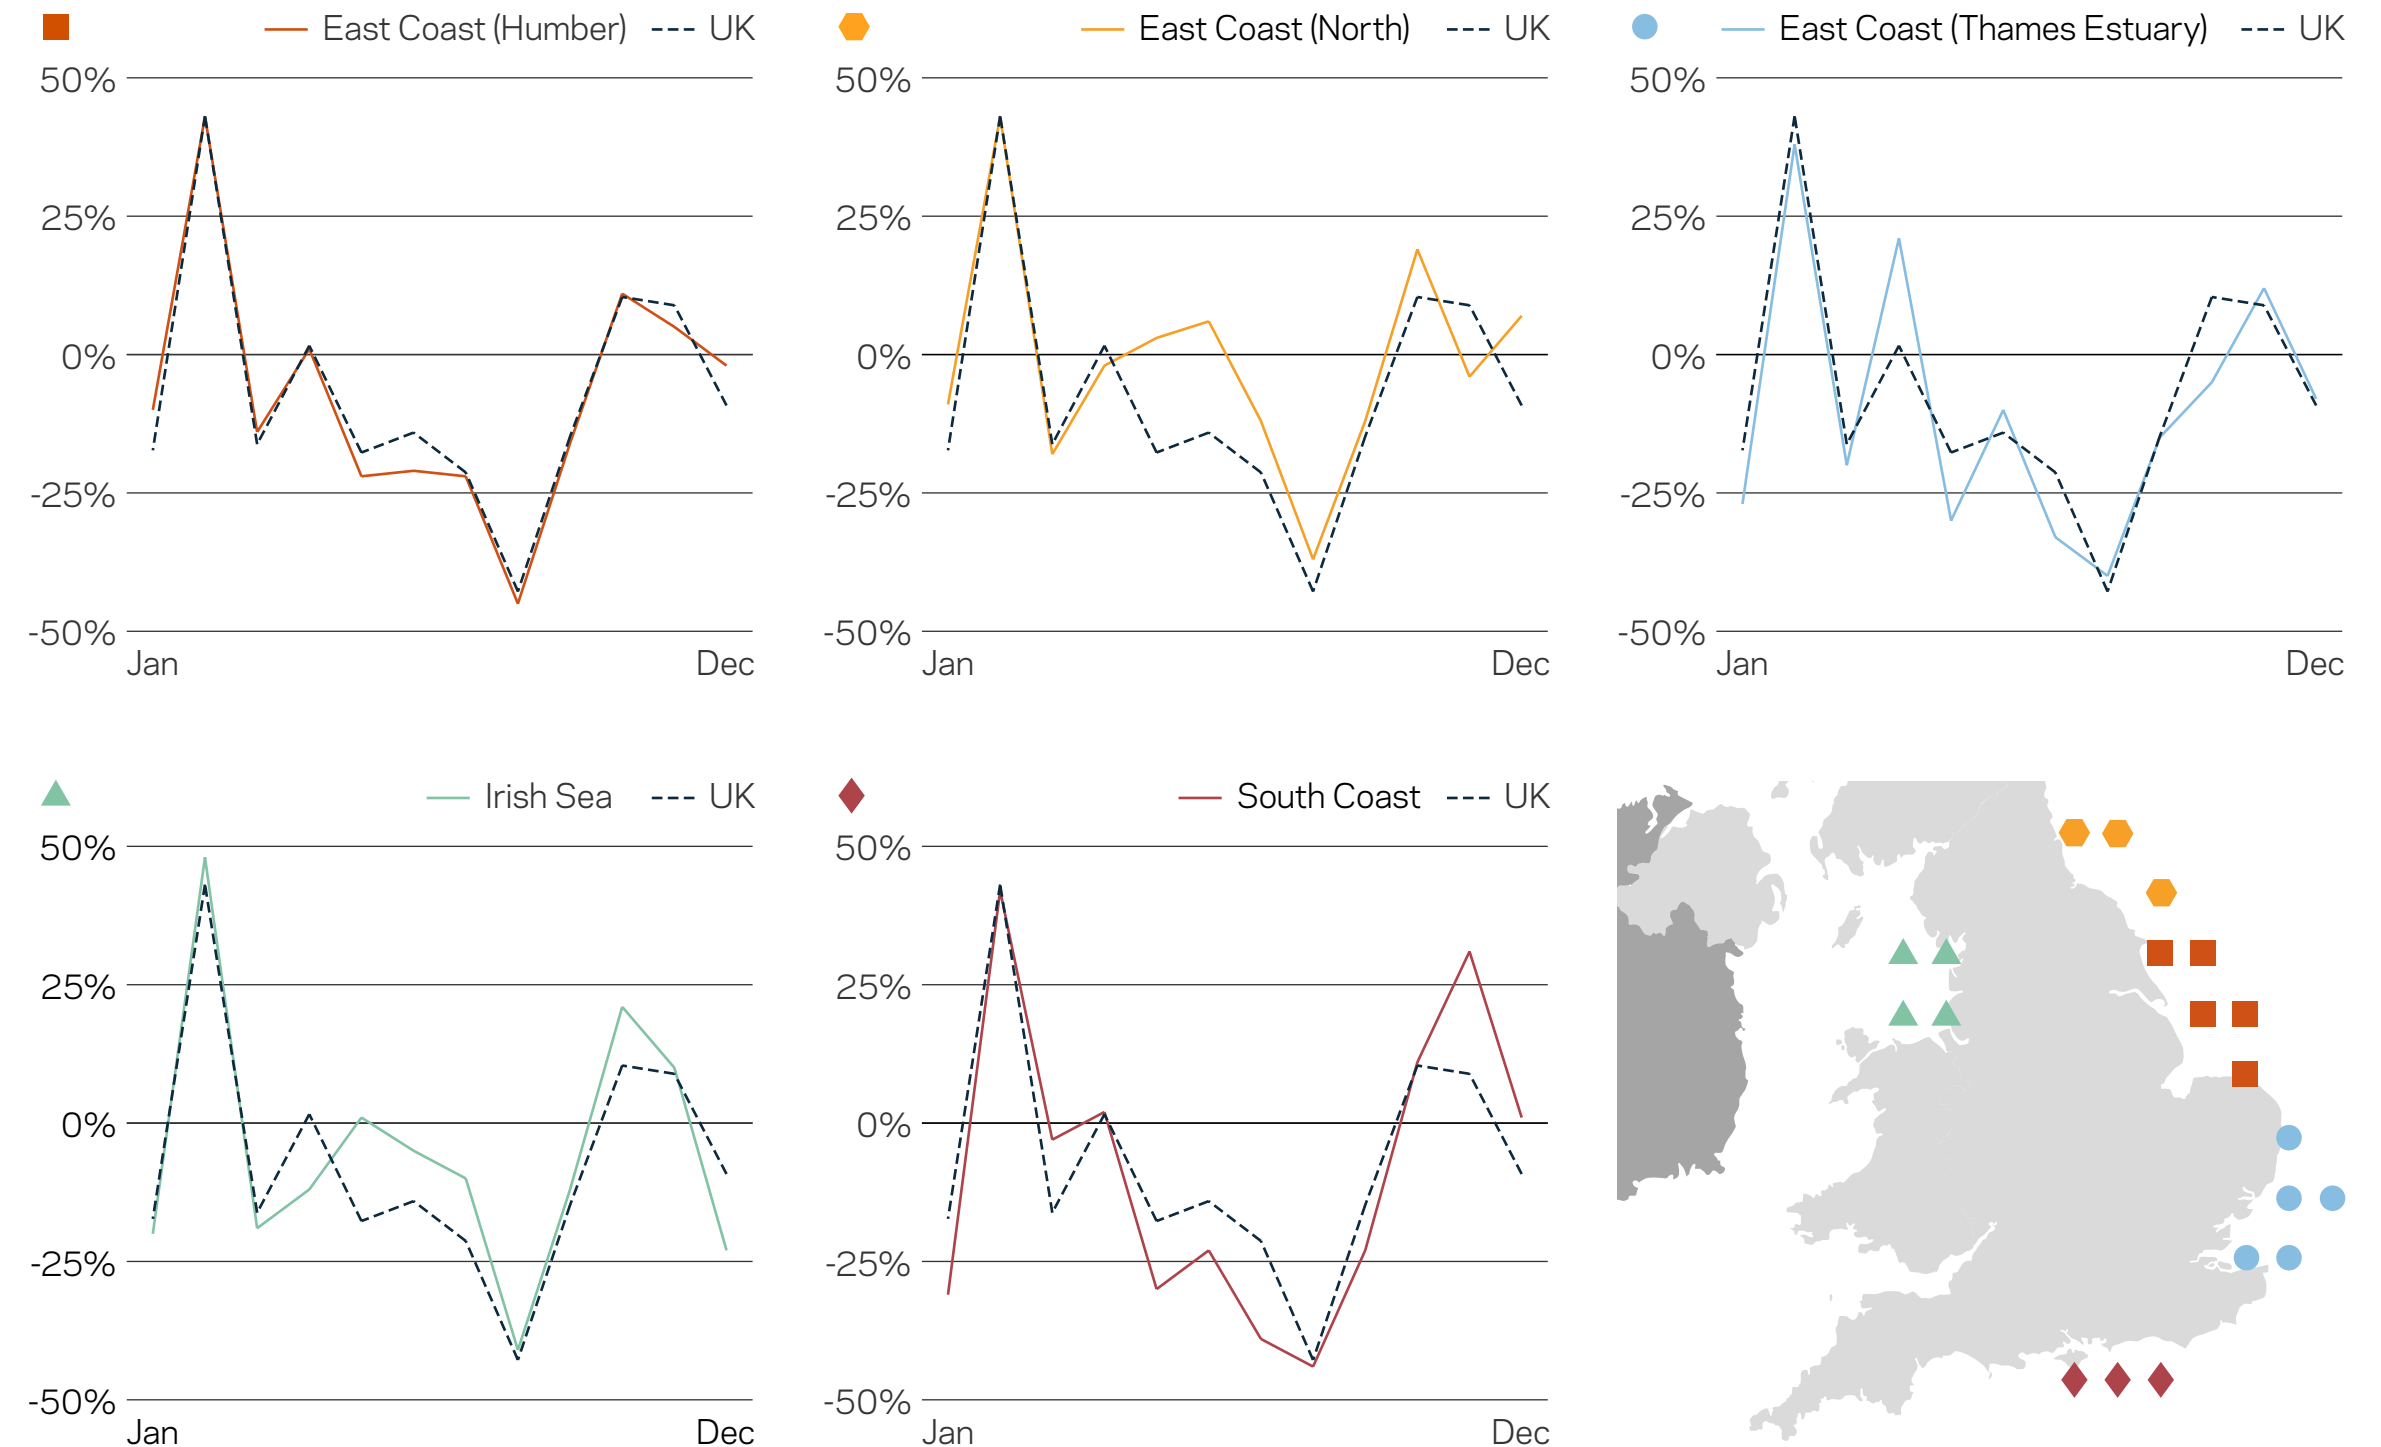 East Coast (Humber) UK
50%
25%
0%
-25%
-50%
Jan Dec
East Coast (North) UK
50%
25%
0%
-25%
-50%
Jan Dec
East Coast (Thames Estuary) UK
50%
25%
0%
-25%
-50%
Jan Dec
Irish Sea UK
50%
25%
0%
-25%
-50%
Jan Dec
South Coast UK
50%
25%
0%
-25%
-50%
Jan Dec